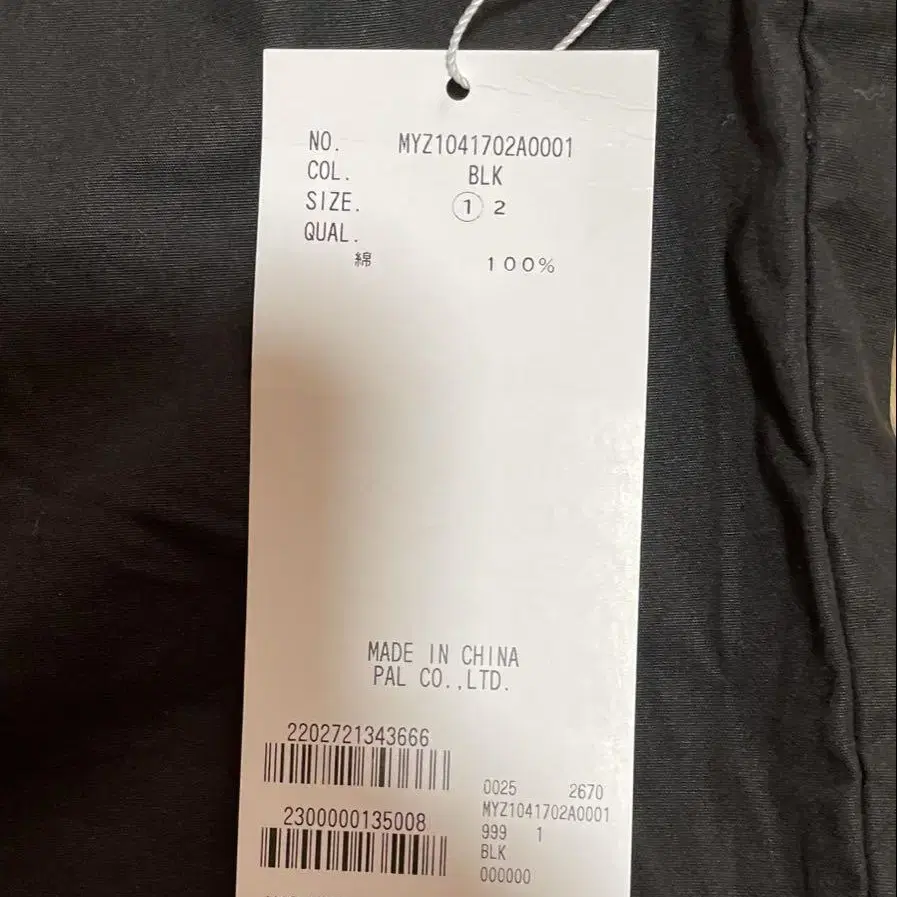 NO. MYZ1041702A0001
COL. BLK
SIZE. ① 2
QUAL.
綿 100%
MADE IN CHINA
PAL CO.,LTD.
2202721343666
2300000135008
0025 2670
MYZ1041702A0001
999 1
BLK
000000